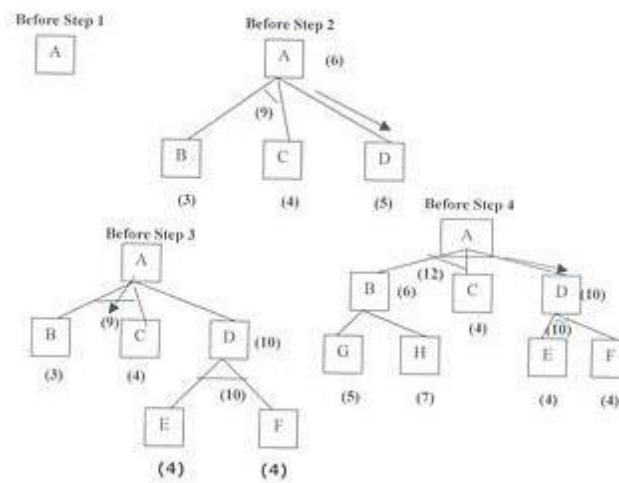 Before Step 1
A
Before Step 2
A (6)
(9)
B C D
(3) (4) (5)
Before Step 3
A
(9)
B C D (10)
(3) (4)
(10)
E F
(4) (4)
Before Step 4
A
(12)
B (6) C D (10)
(4) (10)
G H E F
(5) (7) (4) (4)